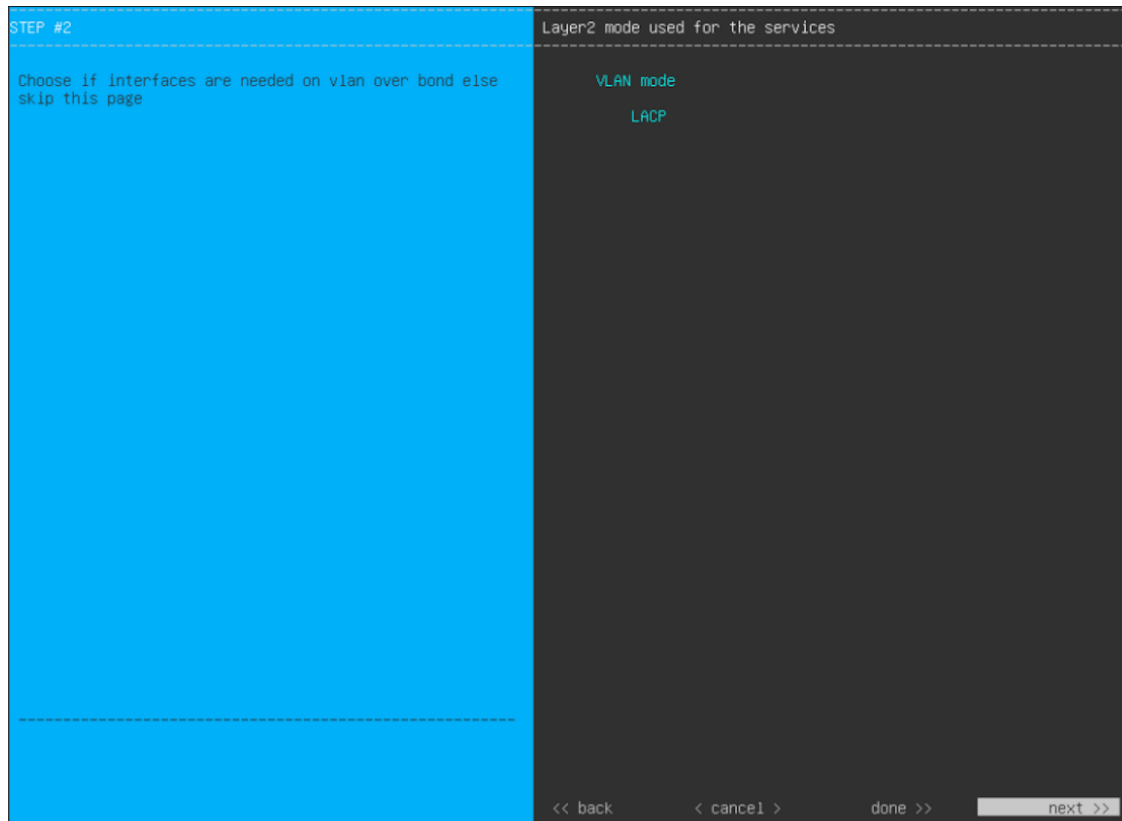 STEP #2
Choose if interfaces are needed on vlan over bond else
skip this page
Layer2 mode used for the services
VLAN mode
LACP
<< back < cancel > done >> next >>